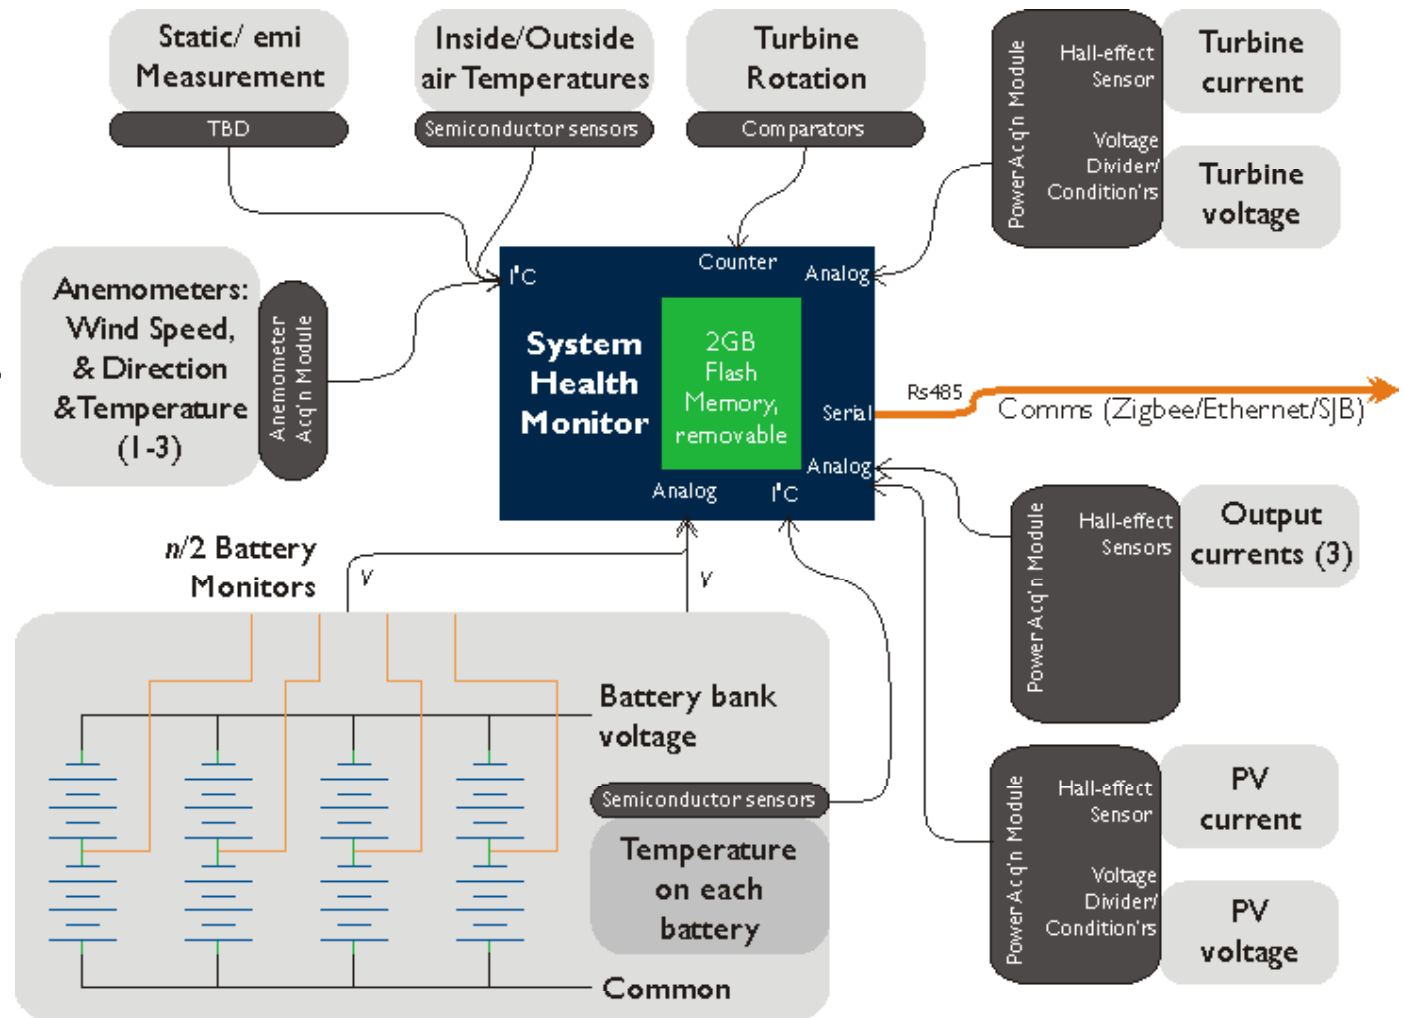 Static/ emi
Measurement
TBD
Inside/Outside
air Temperatures
Semiconductor sensors
Turbine
Rotation
Comparators
Power Acq'n Module
Hall-effect
Sensor
Voltage
Divider/
Condition'rs
Turbine
current
Turbine
voltage
Anemometers:
Wind Speed,
& Direction
&Temperature
(1-3)
Anemometer
Acq'n Module
I²C
Counter
Analog
System
Health
Monitor
2GB
Flash
Memory,
removable
Serial
Analog
Analog
I²C
Rs485
Comms (Zigbee/Ethernet/SJB)
n/2 Battery
Monitors
v
v
Battery bank
voltage
Semiconductor sensors
Temperature
on each
battery
Common
Power Acq'n Module
Hall-effect
Sensors
Output
currents (3)
Power Acq'n Module
Hall-effect
Sensor
Voltage
Divider/
Condition'rs
PV
current
PV
voltage